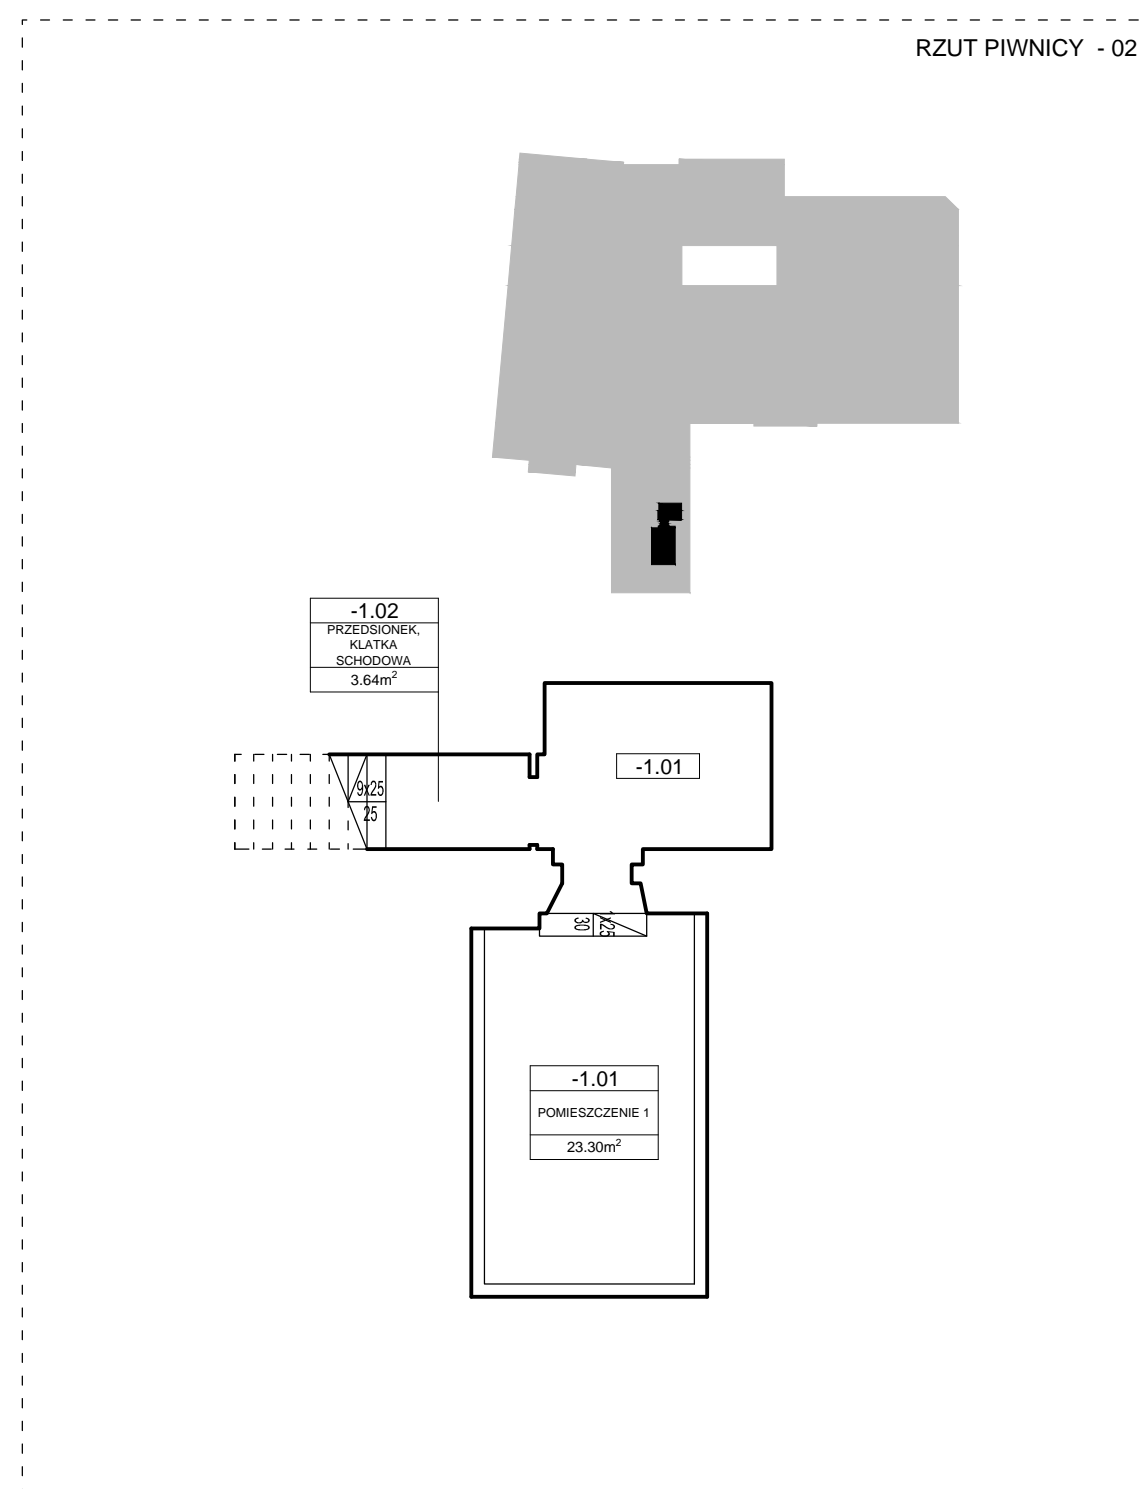 RZUT PIWNICY - 02
-1.02
PRZEDSIONEK,
KLATKA
SCHODOWA
3.64m²
-1.01
9x25
25
1x25
30
-1.01
POMIESZCZENIE 1
23.30m²